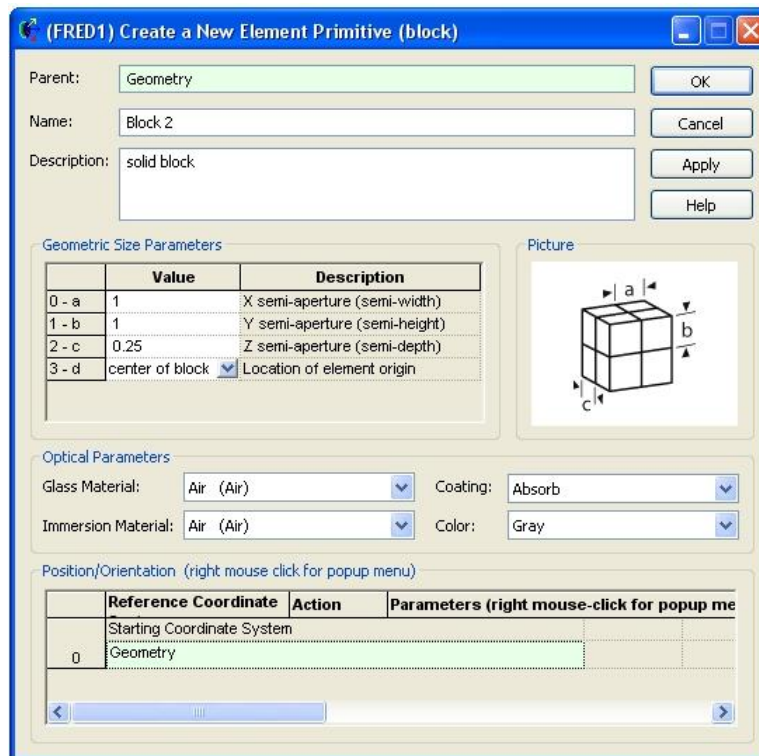 (FRED1) Create a New Element Primitive (block)
Parent: Geometry OK
Name: Block 2 Cancel
Description: solid block Apply
Help
Geometric Size Parameters
Value Description
0 - a 1 X semi-aperture (semi-width)
1 - b 1 Y semi-aperture (semi-height)
2 - c 0.25 Z semi-aperture (semi-depth)
3 - d center of block Location of element origin
Picture
a
b
c
Optical Parameters
Glass Material: Air (Air) Coating: Absorb
Immersion Material: Air (Air) Color: Gray
Position/Orientation (right mouse click for popup menu)
Reference Coordinate Action Parameters (right mouse-click for popup me
Starting Coordinate System
0 Geometry